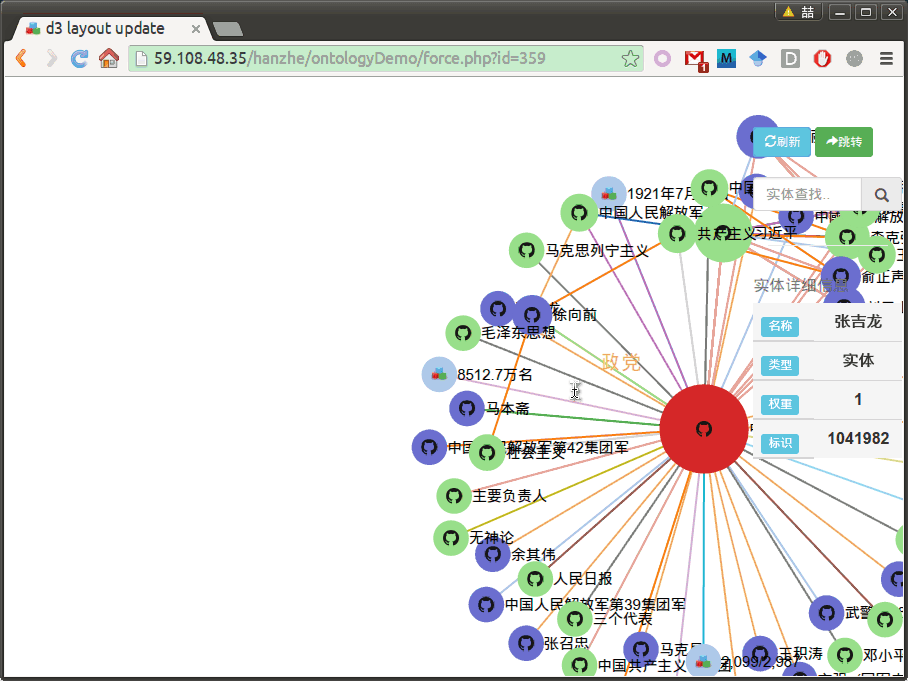 喆
d3 layout update
59.108.48.35/hanzhe/ontologyDemo/force.php?id=359
1
刷新
跳转
实体查找..
1921年7月
中国人民解放军
共产主义
习近平
马克思列宁主义
俞正声
实体详细信息
徐向前
毛泽东思想
名称 张吉龙
类型 实体
权重 1
标识 1041982
政党
8512.7万名
马本斋
中国人民解放军第42集团军
社会主义
主要负责人
无神论
余其伟
人民日报
中国人民解放军第39集团军
三个代表
武警
张召忠
马克
王积涛
邓小平
中国共产主义
2,099/2,987